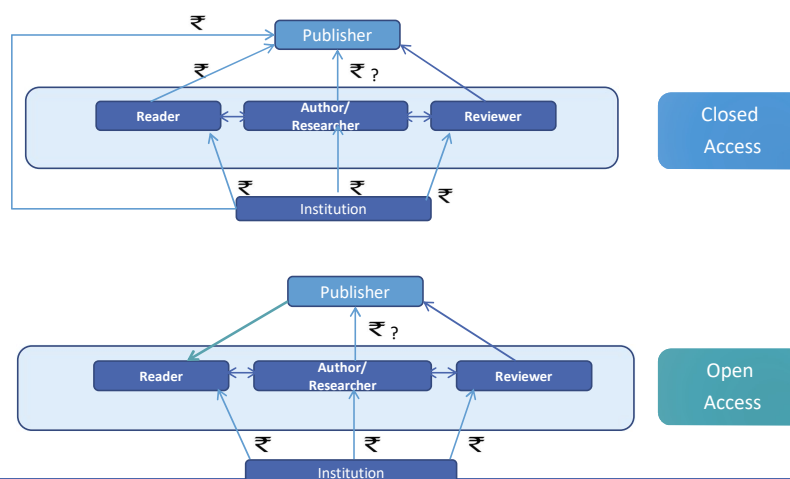 ₹
Publisher
₹
₹ ?
Reader
Author/
Researcher
Reviewer
Closed
Access
₹
₹
₹
Institution
Publisher
₹ ?
Reader
Author/
Researcher
Reviewer
Open
Access
₹
₹
₹
Institution